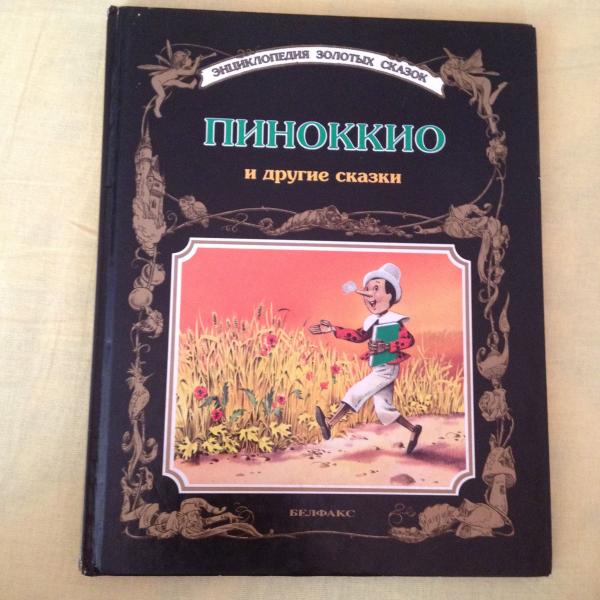 ЭНЦИКЛОПЕДИЯ ЗОЛОТЫХ СКАЗОК
ПИНОККИО
и другие сказки
БЕЛФАКС